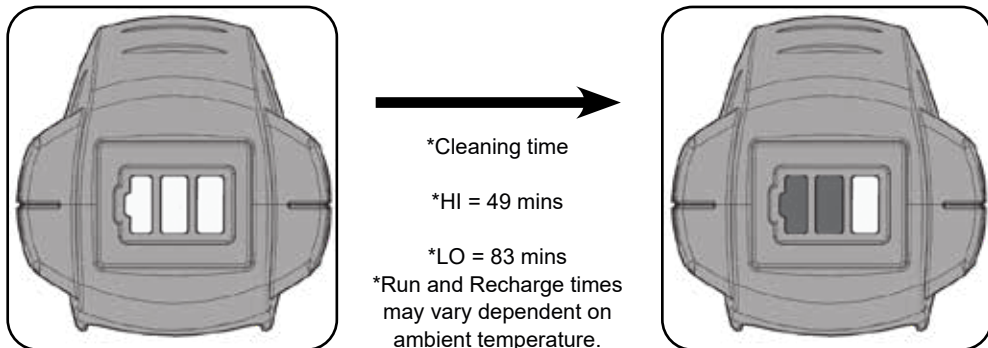 *Cleaning time
*HI = 49 mins
*LO = 83 mins
*Run and Recharge times
may vary dependent on
ambient temperature.